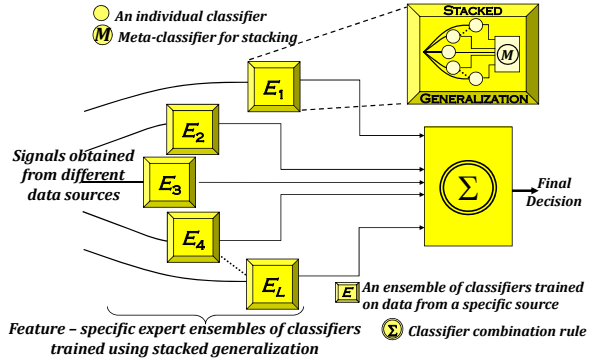 An individual classifier
M Meta-classifier for stacking
STACKED
M
GENERALIZATION
E1
E2
Signals obtained
from different
data sources
E3
Σ
Final
Decision
E4
EL
E An ensemble of classifiers trained
on data from a specific source
Feature – specific expert ensembles of classifiers
trained using stacked generalization
Σ Classifier combination rule